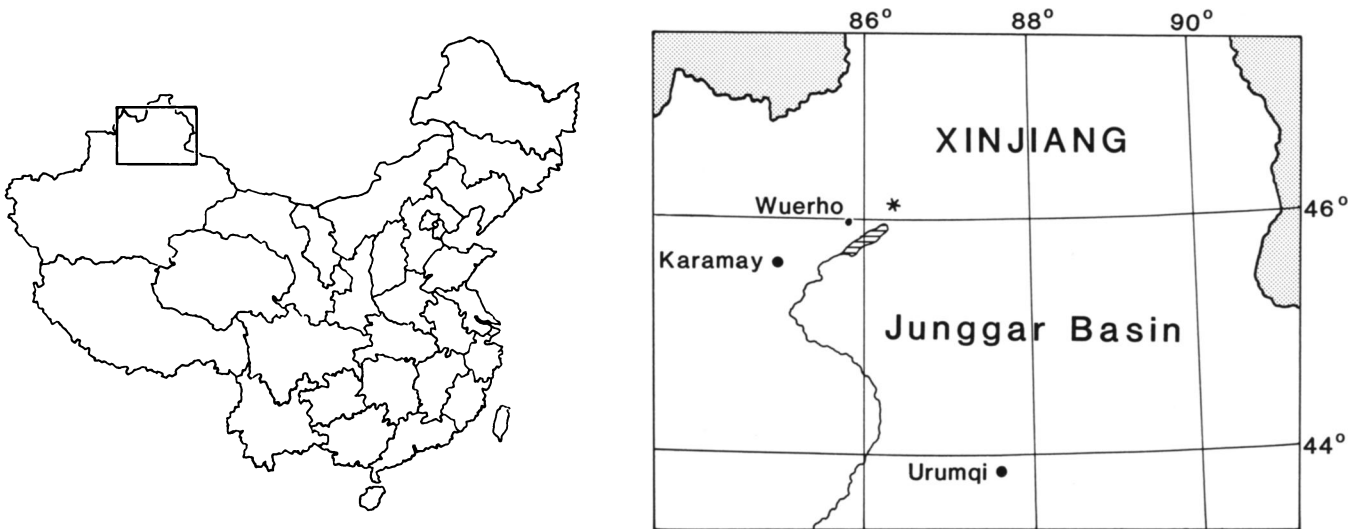 86° 88° 90°
XINJIANG
Wuerho *
46°
Karamay
Junggar Basin
44°
Urumqi